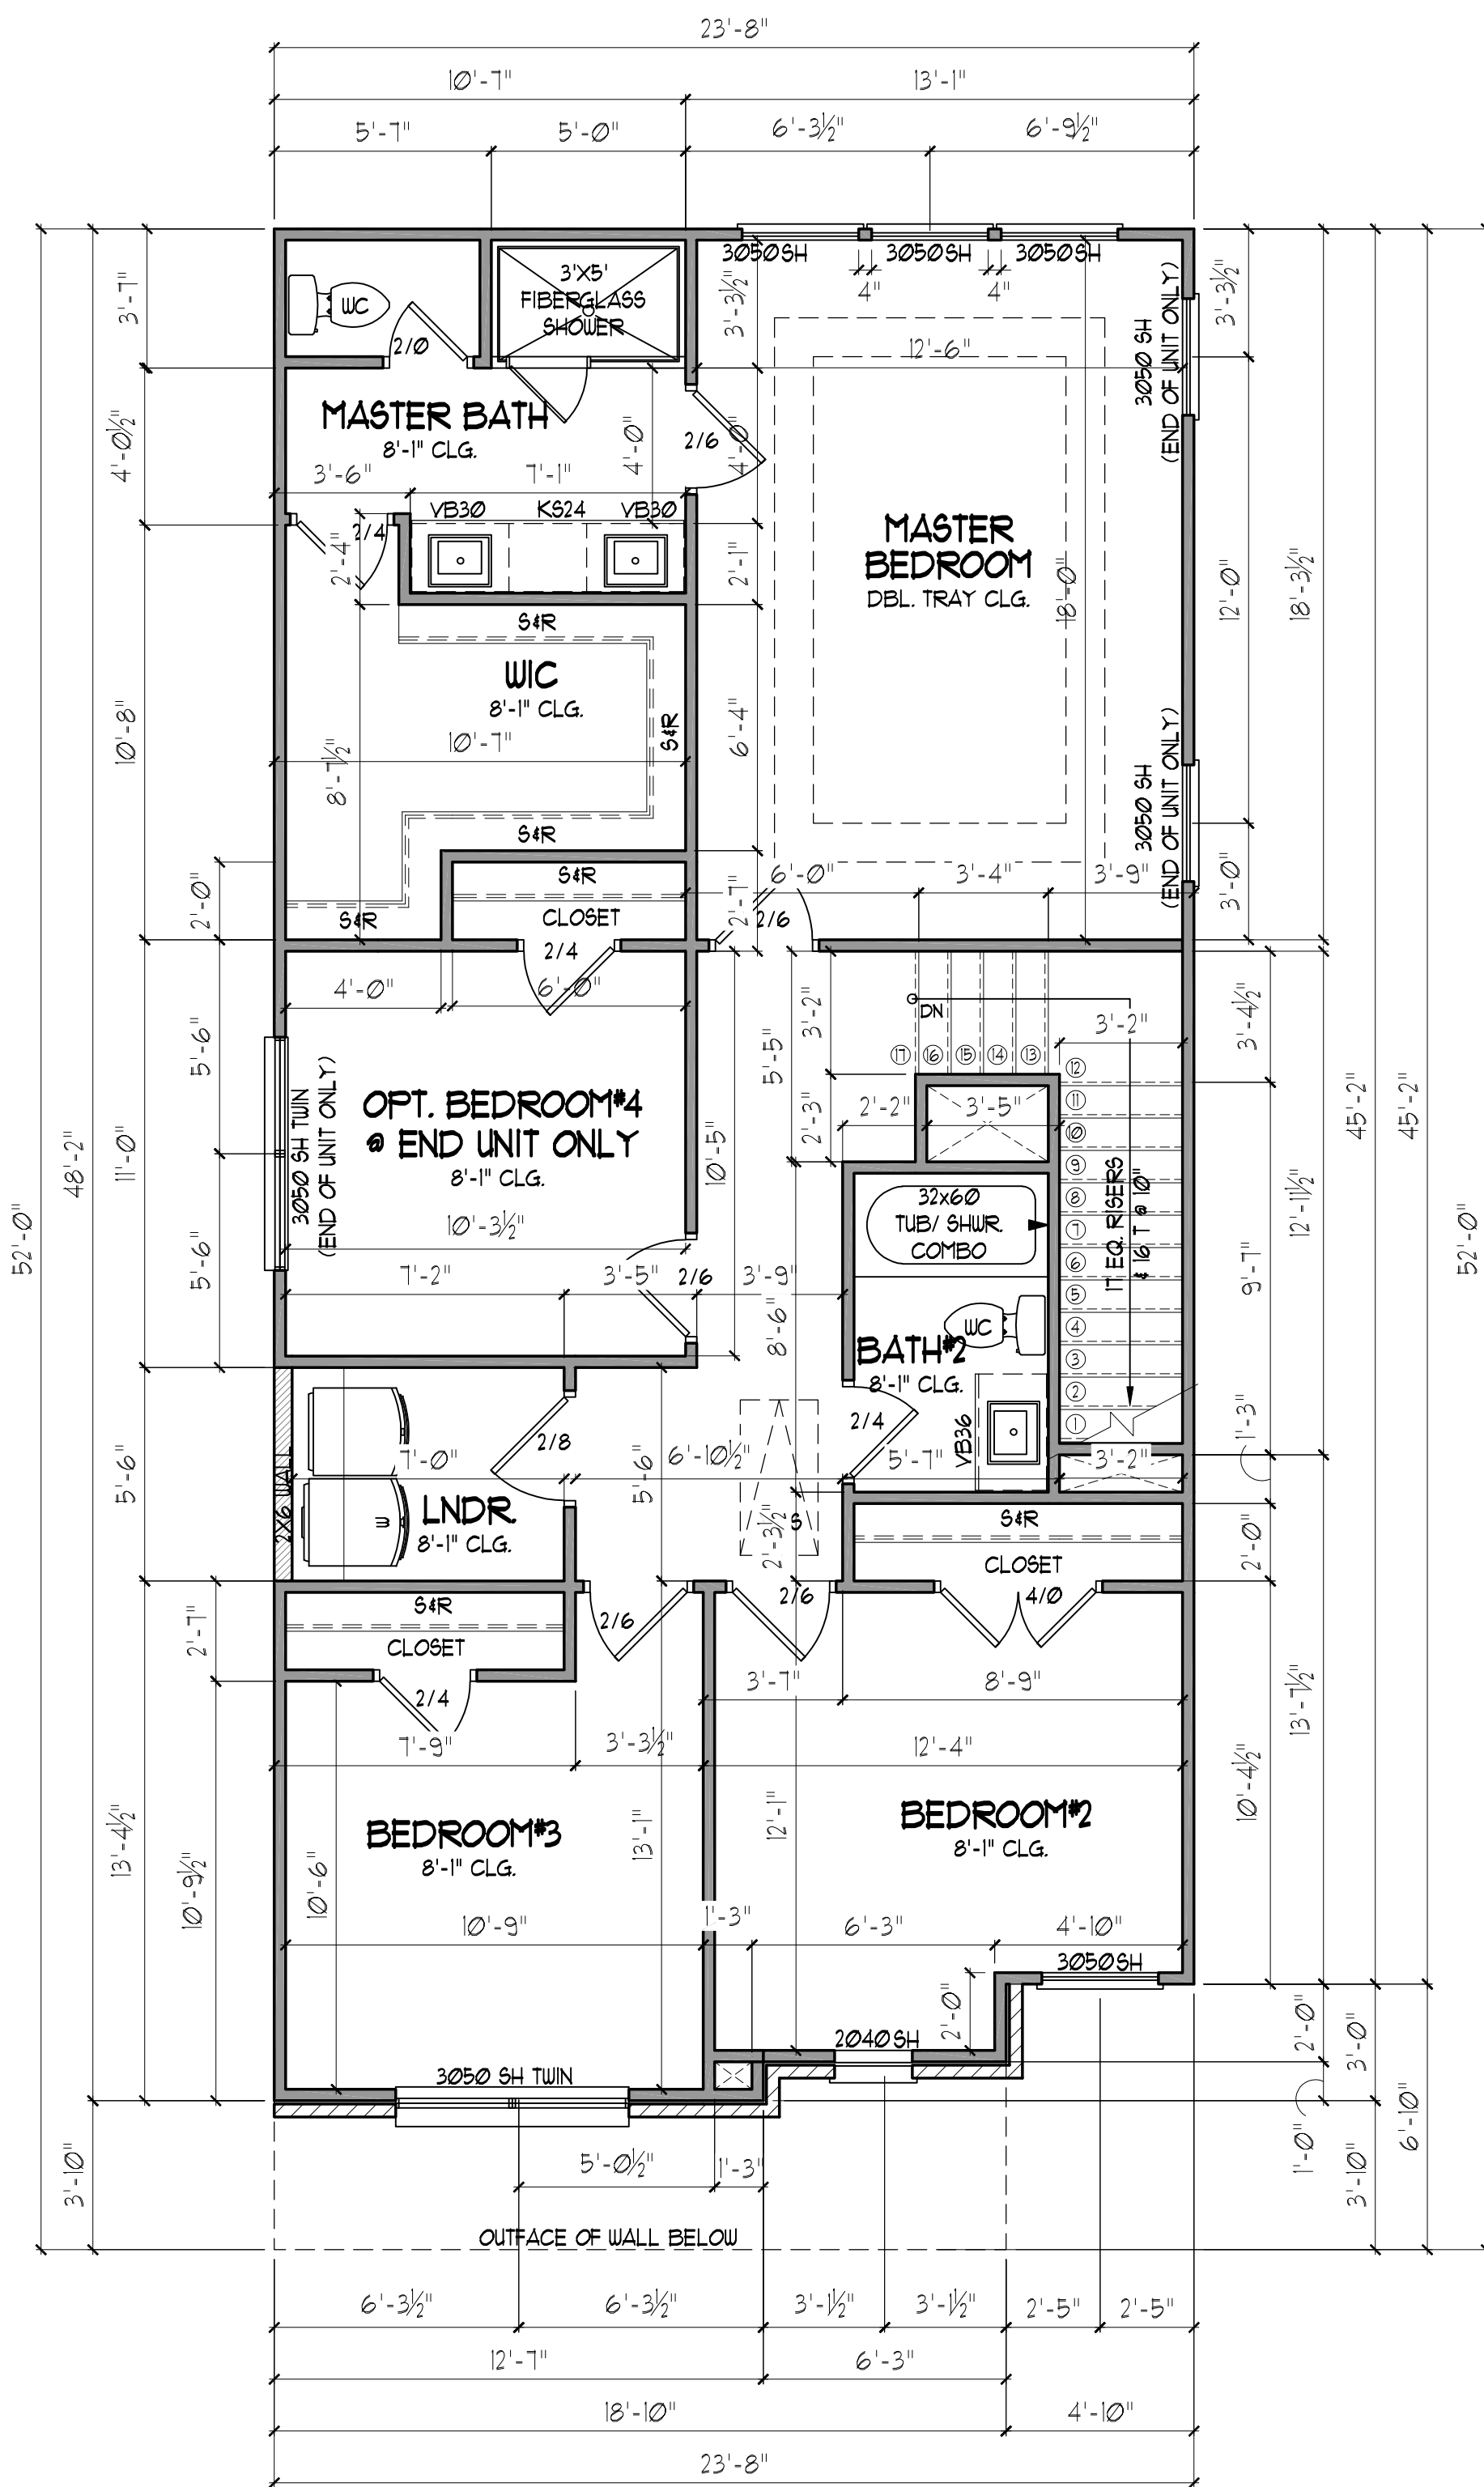 23'-8"
10'-7"
13'-1"
5'-7"
5'-0"
6'-3½"
6'-9½"
3050SH
3050SH
3050SH
4"
4"
3'X5'
FIBERGLASS
SHOWER
WC
2/0
3'-7"
3'-3½"
3'-3½"
3050 SH
(END OF UNIT ONLY)
12'-6"
MASTER BATH
8'-1" CLG.
3'-6"
7'-1"
4'-0"
4'-0"
2/6
4'-0½"
VB30
KS24
VB30
2/4
2'-4"
2'-1"
MASTER
BEDROOM
DBL. TRAY CLG.
18'-0"
12'-0"
18'-3½"
S&R
WIC
8'-1" CLG.
10'-7"
S&R
8'-7½"
6'-4"
10'-8"
3050 SH
(END OF UNIT ONLY)
S&R
S&R
CLOSET
S&R
2'-0"
2'-7"
6'-0"
3'-4"
3'-9"
3'-0"
2/6
2/4
4'-0"
6'-0"
5'-6"
3'-2"
5'-5"
DN
3'-2"
3'-4½"
17
16
15
14
13
12
11
10
9
8
7
6
5
4
3
2
1
17 EQ. RISERS
& 16 T @ 10"
OPT. BEDROOM#4
@ END UNIT ONLY
8'-1" CLG.
3050 SH TWIN
(END OF UNIT ONLY)
10'-3½"
10'-5"
2'-3"
2'-2"
3'-5"
11'-0"
48'-2"
52'-0"
45'-2"
45'-2"
52'-0"
12'-11½"
9'-7"
32x60
TUB/ SHWR.
COMBO
5'-6"
7'-2"
3'-5"
2/6
3'-9"
8'-6"
WC
BATH#2
8'-1" CLG.
2/4
VB36
5'-7"
3'-2"
1'-3"
5'-6"
2X6 WALL
7'-0"
2/8
6'-10½"
5'-6"
W
LNDR.
8'-1" CLG.
2'-3½"
S
S&R
CLOSET
2'-0"
4/0
2/6
2/6
2'-7"
S&R
CLOSET
2/4
3'-7"
8'-9"
7'-9"
3'-3½"
12'-4"
13'-7½"
10'-4½"
BEDROOM#3
8'-1" CLG.
BEDROOM#2
8'-1" CLG.
13'-4½"
10'-9½"
10'-6"
13'-1"
12'-1"
10'-9"
1'-3"
6'-3"
4'-10"
3050SH
2'-0"
2040SH
3050 SH TWIN
2'-0"
3'-0"
6'-10"
1'-0"
3'-10"
3'-10"
5'-0½"
1'-3"
OUTFACE OF WALL BELOW
6'-3½"
6'-3½"
3'-1½"
3'-1½"
2'-5"
2'-5"
12'-7"
6'-3"
18'-10"
4'-10"
23'-8"